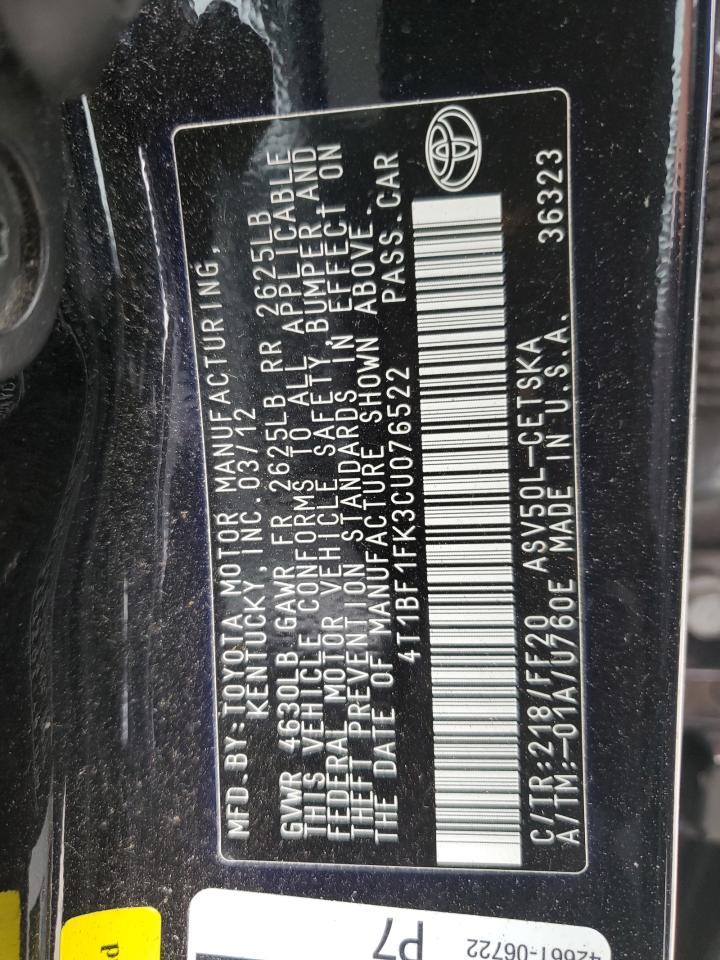 MFD.BY:TOYOTA MOTOR MANUFACTURING,
KENTUCKY,INC.03/12
GVWR 4630LB GAWR FR 2625LB RR 2625LB
THIS VEHICLE CONFORMS TO ALL APPLICABLE
FEDERAL MOTOR VEHICLE SAFETY,BUMPER AND
THEFT PREVENTION STANDARDS IN EFFECT ON
THE DATE OF MANUFACTURE SHOWN ABOVE.
4T1BF1FK3CU076522 PASS.CAR
C/TR:218/FF20 ASV50L-CETSKA
A/TM:-01A/U760E MADE IN U.S.A. 36323
P7
42661-06722